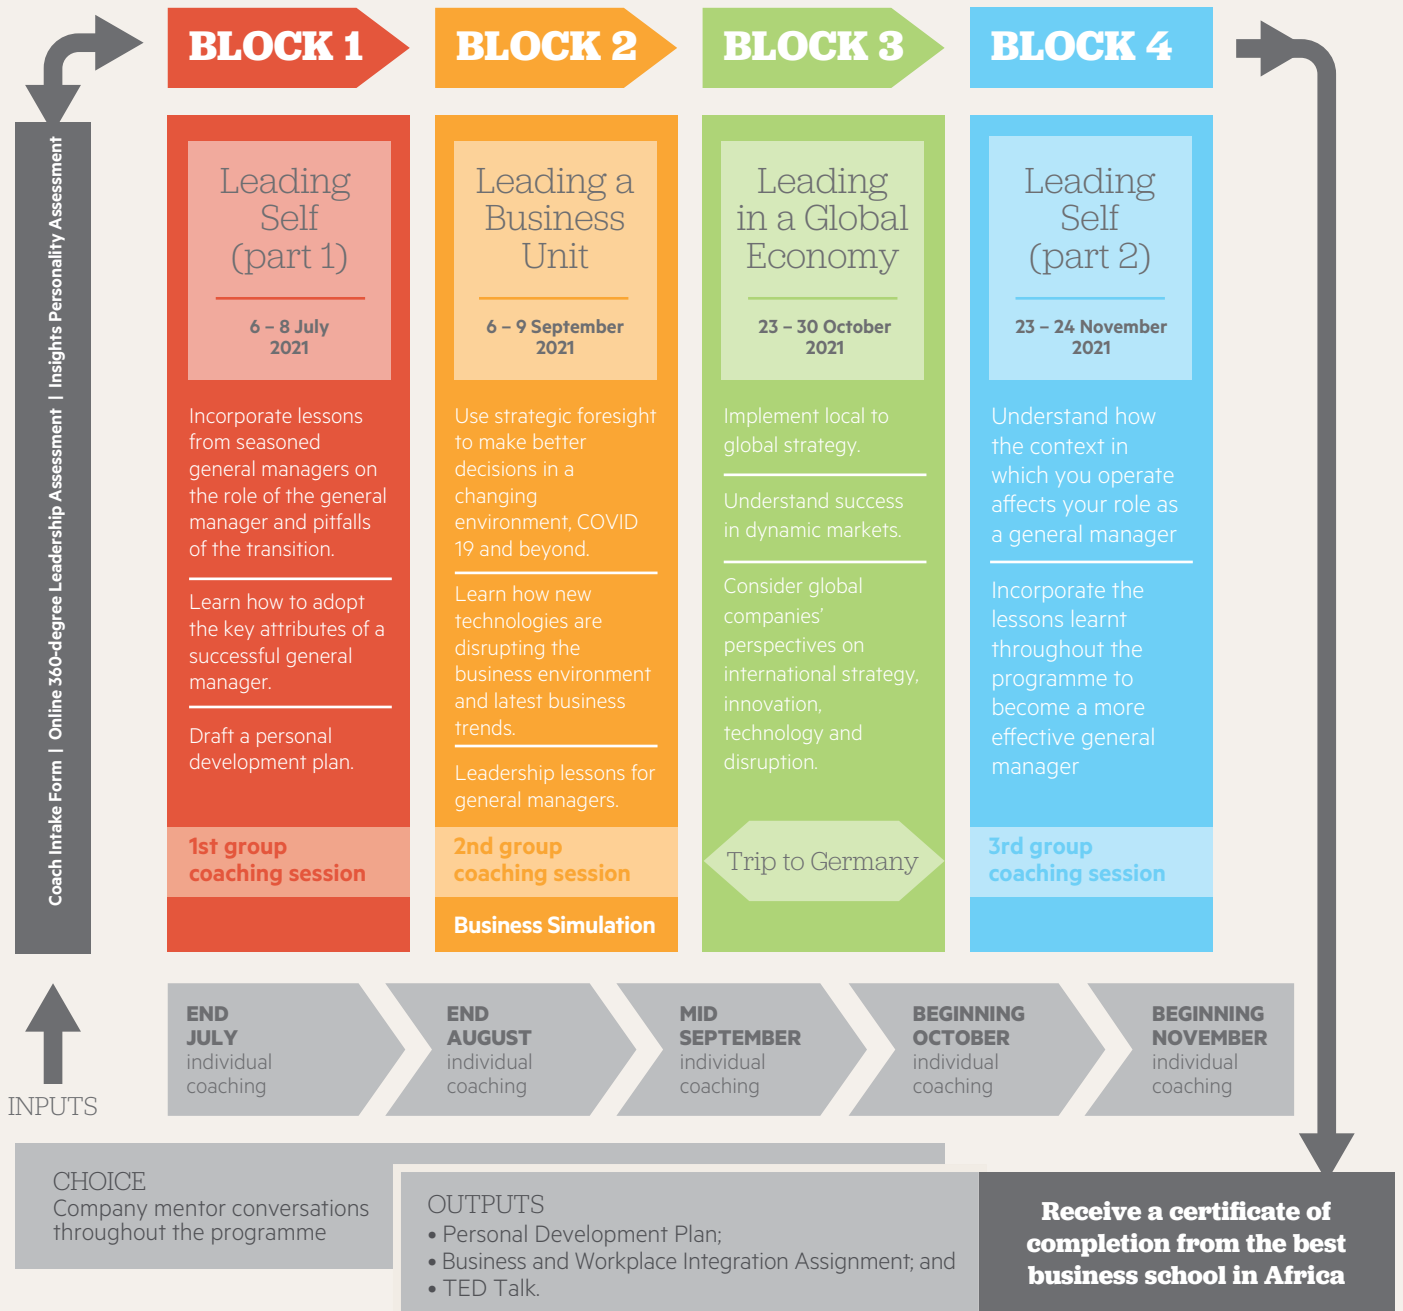 Coach Intake Form | Online 360-degree Leadership Assessment | Insights Personality Assessment
INPUTS
BLOCK 1
Leading
Self
(part 1)
6 – 8 July
2021
Incorporate lessons
from seasoned
general managers on
the role of the general
manager and pitfalls
of the transition.
Learn how to adopt
the key attributes of a
successful general
manager.
Draft a personal
development plan.
1st group
coaching session
BLOCK 2
Leading a
Business
Unit
6 – 9 September
2021
Use strategic foresight
to make better
decisions in a
changing
environment, COVID
19 and beyond.
Learn how new
technologies are
disrupting the
business environment
and latest business
trends.
Leadership lessons for
general managers.
2nd group
coaching session
Business Simulation
BLOCK 3
Leading
in a Global
Economy
23 – 30 October
2021
Implement local to
global strategy.
Understand success
in dynamic markets.
Consider global
companies’
perspectives on
international strategy,
innovation,
technology and
disruption.
Trip to Germany
BLOCK 4
Leading
Self
(part 2)
23 – 24 November
2021
Understand how
the context in
which you operate
affects your role as
a general manager
Incorporate the
lessons learnt
throughout the
programme to
become a more
effective general
manager
3rd group
coaching session
END
JULY
individual
coaching
END
AUGUST
individual
coaching
MID
SEPTEMBER
individual
coaching
BEGINNING
OCTOBER
individual
coaching
BEGINNING
NOVEMBER
individual
coaching
CHOICE
Company mentor conversations
throughout the programme
OUTPUTS
• Personal Development Plan;
• Business and Workplace Integration Assignment; and
• TED Talk.
Receive a certificate of
completion from the best
business school in Africa